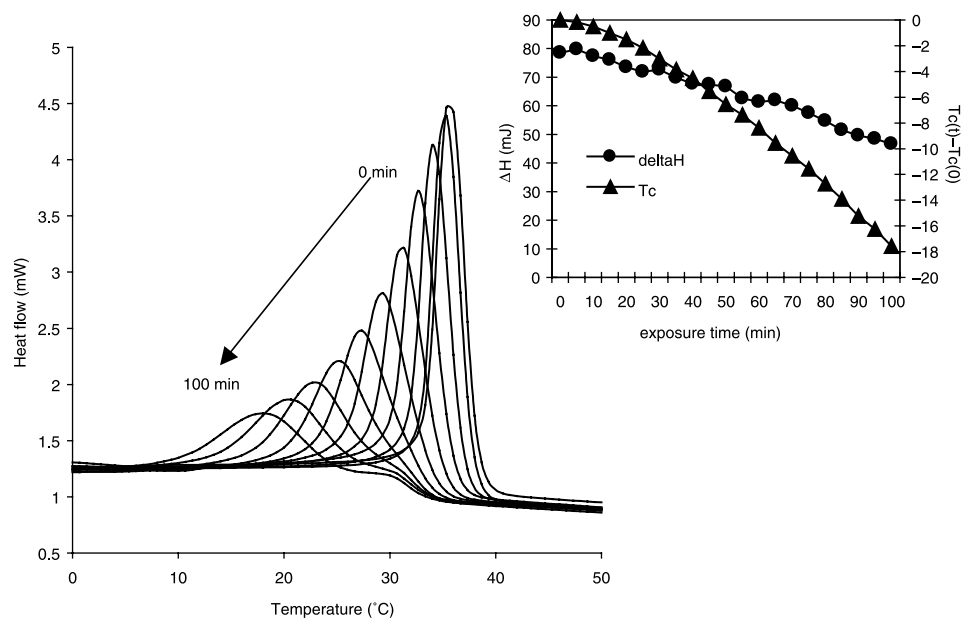 5
4.5
4
3.5
3
2.5
2
1.5
1
0.5
Heat flow (mW)
0 min
100 min
0 10 20 30 40 50
Temperature (˚C)
90
80
70
60
50
40
30
20
10
0
ΔH (mJ)
deltaH
Tc
0
−2
−4
−6
−8
−10
−12
−14
−16
−18
−20
Tc(t)−Tc(0)
0 10 20 30 40 50 60 70 80 90 100
exposure time (min)